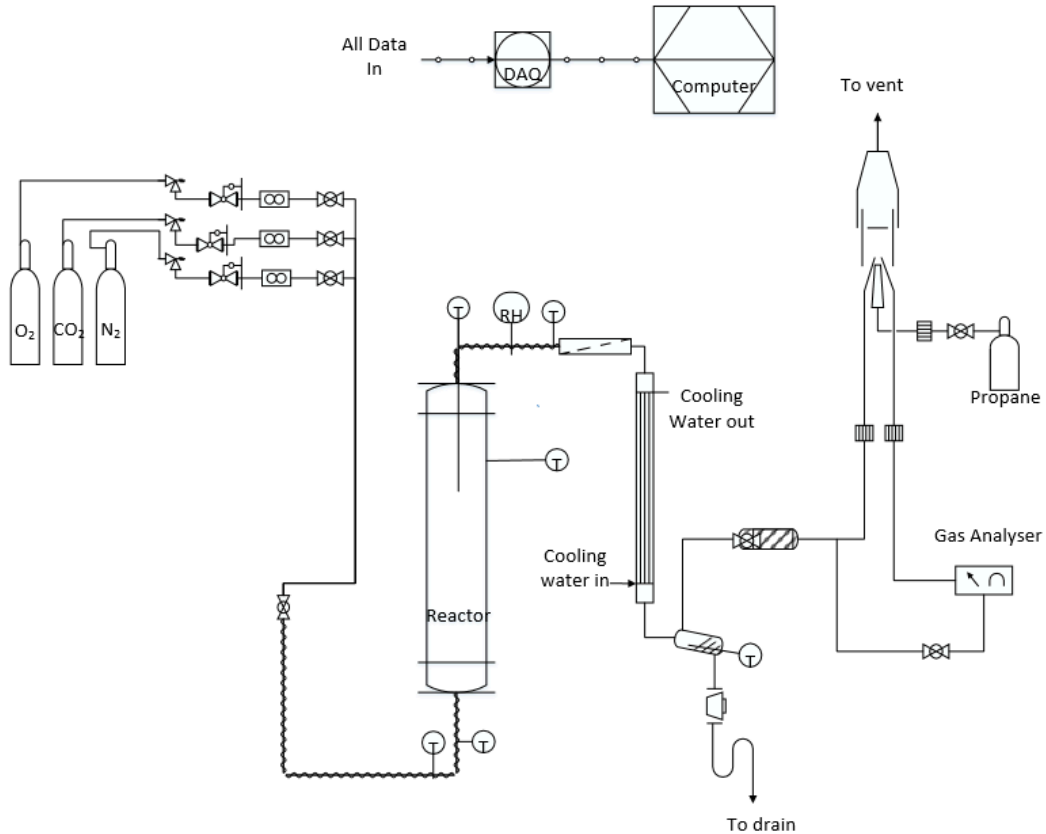 All Data
In
DAQ
Computer
To vent
O₂
CO₂
N₂
T
RH
T
Propane
Cooling
Water out
T
Gas Analyser
Cooling
water in
Reactor
T
T
T
To drain